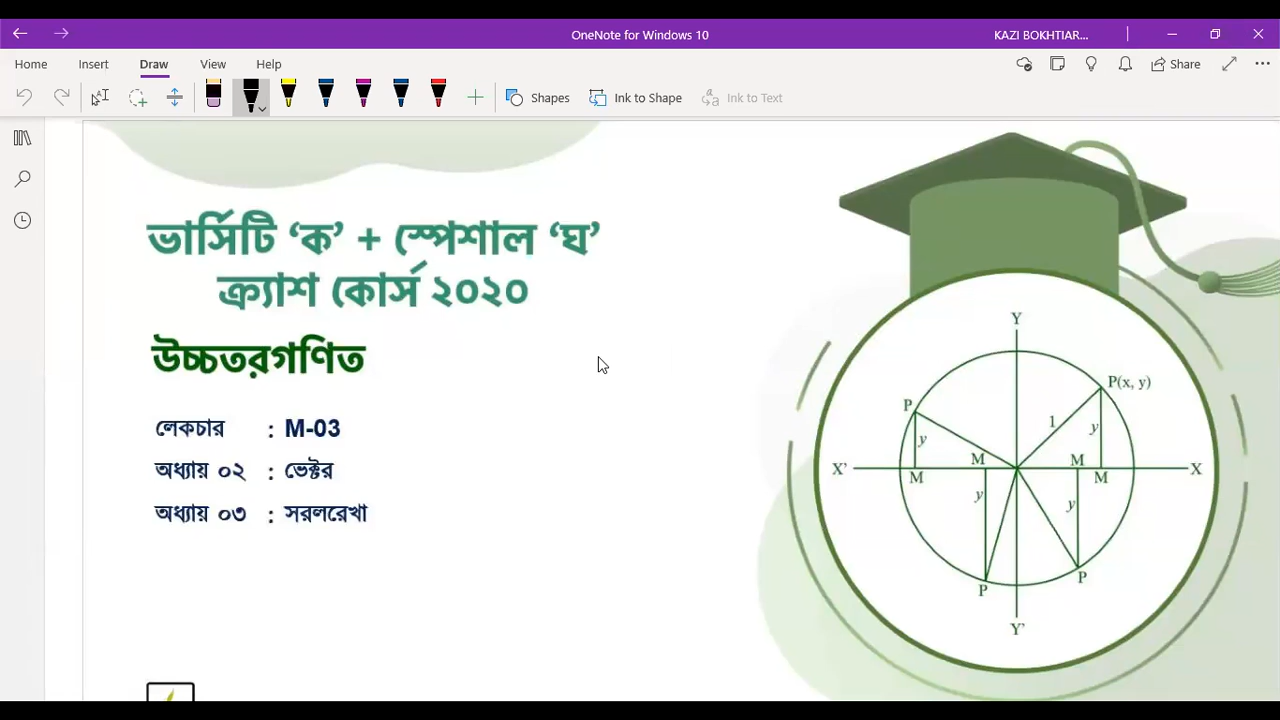 OneNote for Windows 10
KAZI BOKHTIAR...
Home Insert Draw View Help
Share
Shapes Ink to Shape Ink to Text
ভার্সিটি ‘ক’ + স্পেশাল ‘ঘ’
ক্র্যাশ কোর্স ২০২০
উচ্চতরগণিত
লেকচার : M-03
অধ্যায় ০২ : ভেক্টর
অধ্যায় ০৩ : সরলরেখা
Y
P(x, y)
P
1
y
y
M
M
X'
X
M
M
y
y
P
P
Y'